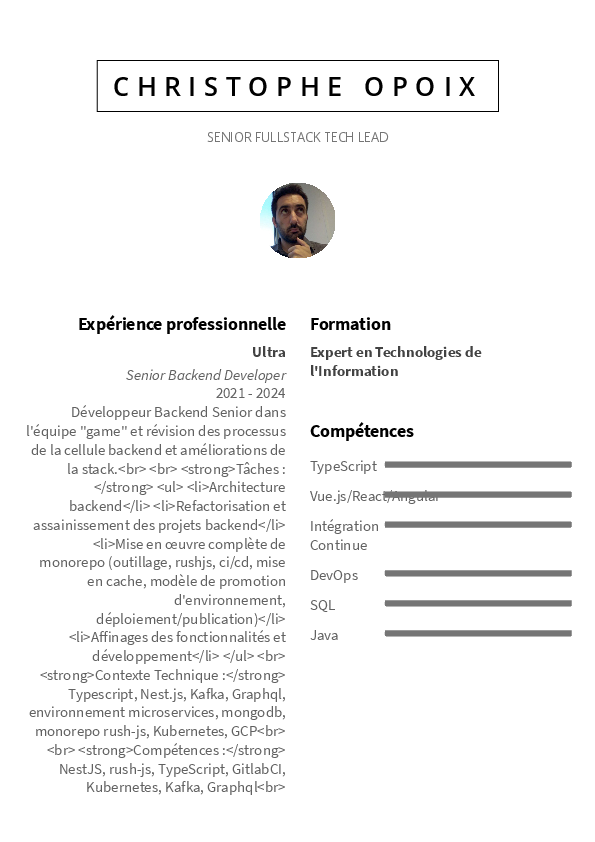 CHRISTOPHE OPOIX
SENIOR FULLSTACK TECH LEAD
Expérience professionnelle
Ultra
Senior Backend Developer
2021 - 2024
Développeur Backend Senior dans
l'équipe "game" et révision des processus
de la cellule backend et améliorations de
la stack.<br> <br> <strong>Tâches :
</strong> <ul> <li>Architecture
backend</li> <li>Refactorisation et
assainissement des projets backend</li>
<li>Mise en œuvre complète de
monorepo (outillage, rushjs, ci/cd, mise
en cache, modèle de promotion
d'environnement,
déploiement/publication)</li>
<li>Affinages des fonctionnalités et
développement</li> </ul> <br>
<strong>Contexte Technique :</strong>
Typescript, Nest.js, Kafka, Graphql,
environnement microservices, mongodb,
monorepo rush-js, Kubernetes, GCP<br>
<br> <strong>Compétences :</strong>
NestJS, rush-js, TypeScript, GitlabCI,
Kubernetes, Kafka, Graphql<br>
Formation
Expert en Technologies de
l'Information
Compétences
TypeScript
Vue.js/React/Angular
Intégration
Continue
DevOps
SQL
Java